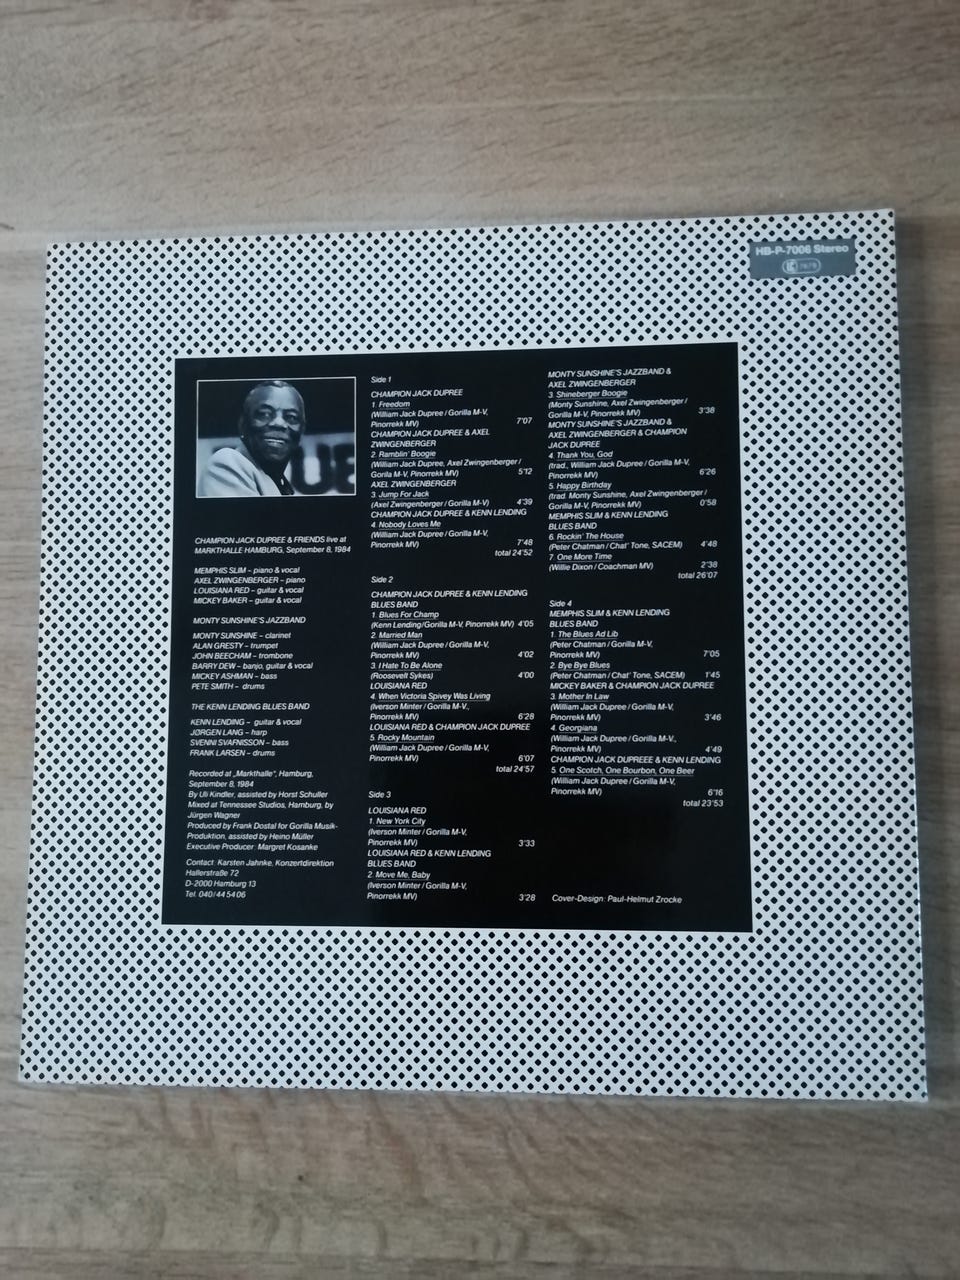 HB-P-7006 Stereo
LC 7679
UE
CHAMPION JACK DUPREE & FRIENDS live at
MARKTHALLE HAMBURG, September 8, 1984
MEMPHIS SLIM – piano & vocal
AXEL ZWINGENBERGER – piano
LOUISIANA RED – guitar & vocal
MICKEY BAKER – guitar & vocal
MONTY SUNSHINE'S JAZZBAND
MONTY SUNSHINE – clarinet
ALAN GRESTY – trumpet
JOHN BEECHAM – trombone
BARRY DEW – banjo, guitar & vocal
MICKEY ASHMAN – bass
PETE SMITH – drums
THE KENN LENDING BLUES BAND
KENN LENDING – guitar & vocal
JØRGEN LANG – harp
SVENNI SVAFNISSON – bass
FRANK LARSEN – drums
Recorded at „Markthalle“, Hamburg,
September 8, 1984
By Uli Kindler, assisted by Horst Schuller
Mixed at Tennessee Studios, Hamburg, by
Jürgen Wagner
Produced by Frank Dostal for Gorilla Musik-
Produktion, assisted by Heino Müller
Executive Producer: Margret Kosanke
Contact: Karsten Jahnke, Konzertdirektion
Hallerstraße 72
D-2000 Hamburg 13
Tel. 040/44 54 06
Side 1
CHAMPION JACK DUPREE
1. Freedom
(William Jack Dupree / Gorilla M-V,
Pinorrekk MV) 7'07
CHAMPION JACK DUPREE & AXEL
ZWINGENBERGER
2. Ramblin' Boogie
(William Jack Dupree, Axel Zwingenberger /
Gorila M-V, Pinorrekk MV) 5'12
AXEL ZWINGENBERGER
3. Jump For Jack
(Axel Zwingenberger / Gorilla M-V) 4'39
CHAMPION JACK DUPREE & KENN LENDING
4. Nobody Loves Me
(William Jack Dupree / Gorilla M-V,
Pinorrekk MV) 7'48
total 24'52
Side 2
CHAMPION JACK DUPREE & KENN LENDING
BLUES BAND
1. Blues For Champ
(Kenn Lending/Gorilla M-V, Pinorrekk MV) 4'05
2. Married Man
(William Jack Dupree / Gorilla M-V,
Pinorrekk MV) 4'02
3. I Hate To Be Alone
(Roosevelt Sykes) 4'00
LOUISIANA RED
4. When Victoria Spivey Was Living
(Iverson Minter / Gorilla M-V.,
Pinorrekk MV) 6'28
LOUISIANA RED & CHAMPION JACK DUPREE
5. Rocky Mountain
(William Jack Dupree / Gorilla M-V,
Pinorrekk MV) 6'07
total 24'57
Side 3
LOUISIANA RED
1. New York City
(Iverson Minter / Gorilla M-V,
Pinorrekk MV) 3'33
LOUISIANA RED & KENN LENDING
BLUES BAND
2. Move Me, Baby
(Iverson Minter / Gorilla M-V,
Pinorrekk MV) 3'28
MONTY SUNSHINE'S JAZZBAND &
AXEL ZWINGENBERGER
3. Shineberger Boogie
(Monty Sunshine, Axel Zwingenberger /
Gorilla M-V, Pinorrekk MV) 3'38
MONTY SUNSHINE'S JAZZBAND &
AXEL ZWINGENBERGER & CHAMPION
JACK DUPREE
4. Thank You, God
(trad., William Jack Dupree / Gorilla M-V,
Pinorrekk MV) 6'26
5. Happy Birthday
(trad. Monty Sunshine, Axel Zwingenberger /
Gorilla M-V, Pinorrekk MV) 0'58
MEMPHIS SLIM & KENN LENDING
BLUES BAND
6. Rockin' The House
(Peter Chatman / Chat' Tone, SACEM) 4'48
7. One More Time
(Willie Dixon / Coachman MV) 2'38
total 26'07
Side 4
MEMPHIS SLIM & KENN LENDING
BLUES BAND
1. The Blues Ad Lib
(Peter Chatman / Gorilla M-V,
Pinorrekk MV) 7'05
2. Bye Bye Blues
(Peter Chatman / Chat' Tone, SACEM) 1'45
MICKEY BAKER & CHAMPION JACK DUPREE
3. Mother In Law
(William Jack Dupree / Gorilla M-V,
Pinorrekk MV) 3'46
4. Georgiana
(William Jack Dupree / Gorilla M-V.,
Pinorrekk MV) 4'49
CHAMPION JACK DUPREEE & KENN LENDING
5. One Scotch, One Bourbon, One Beer
(William Jack Dupree / Gorilla M-V,
Pinorrekk MV) 6'16
total 23'53
Cover-Design: Paul-Helmut Zrocke